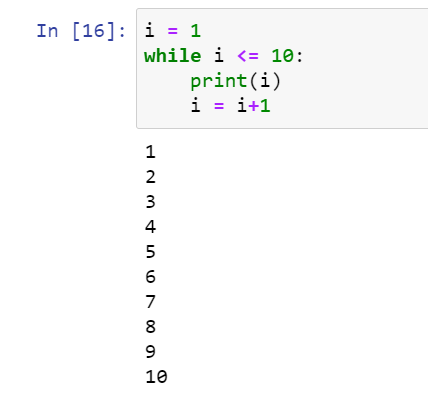 In [16]: i = 1
while i <= 10:
    print(i)
    i = i+1
1
2
3
4
5
6
7
8
9
10